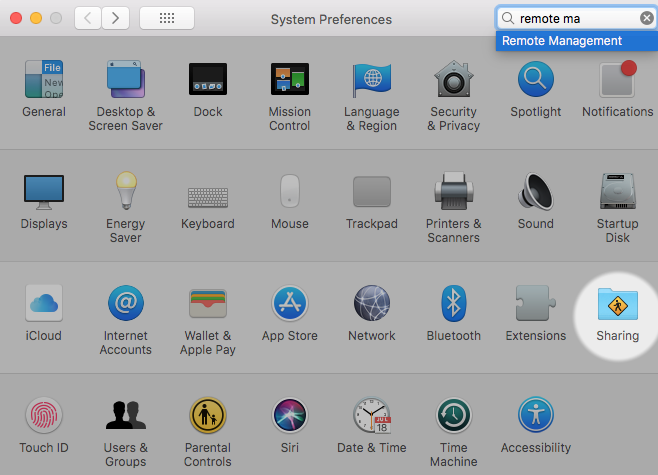 System Preferences
remote ma
Remote Management
File
New
Ope
General
Desktop &
Screen Saver
Dock
Mission
Control
Language
& Region
Security
& Privacy
Spotlight
Notifications
Displays
Energy
Saver
Keyboard
Mouse
Trackpad
Printers &
Scanners
Sound
Startup
Disk
iCloud
@
Internet
Accounts
Wallet &
Apple Pay
App Store
Network
Bluetooth
Extensions
Sharing
Touch ID
Users &
Groups
Parental
Controls
Siri
JUL
18
Date & Time
Time
Machine
Accessibility